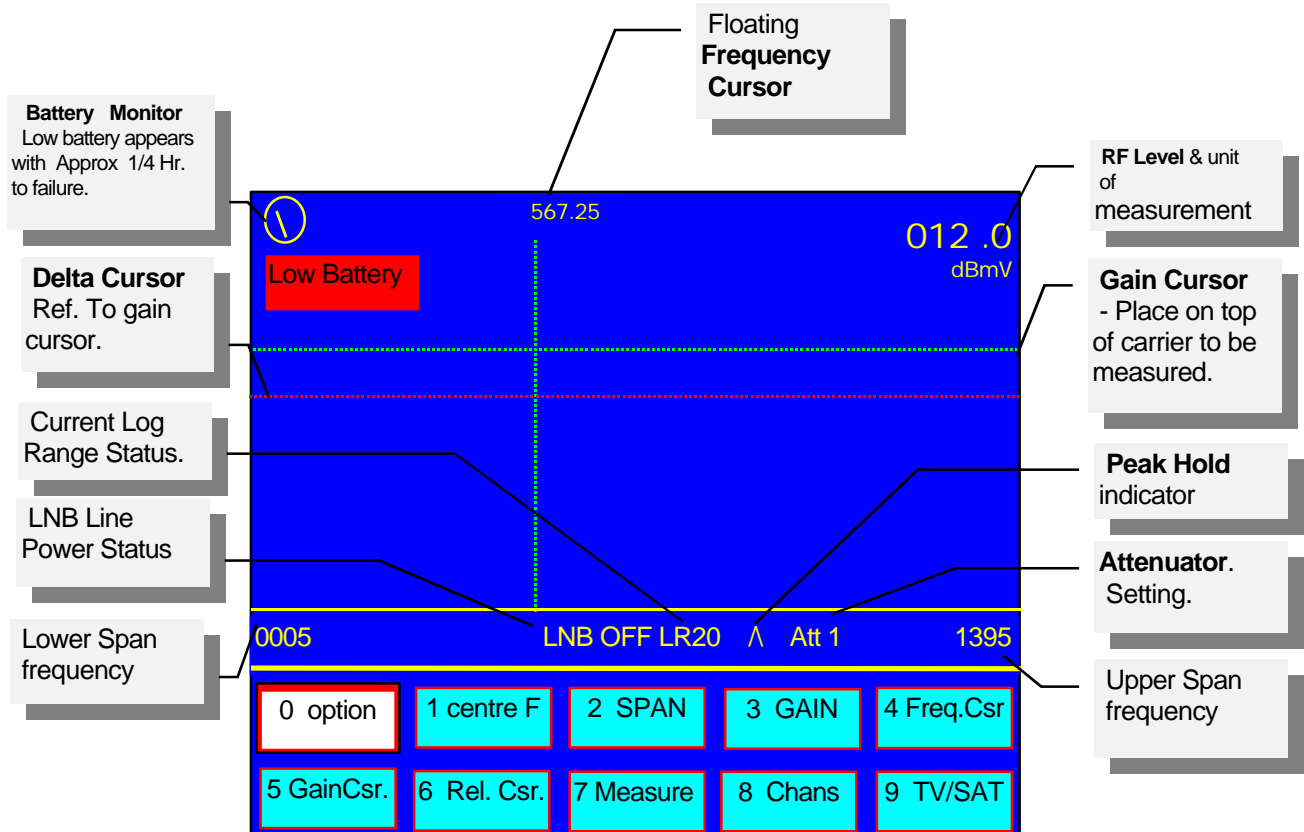 Floating
Frequency
Cursor
Battery Monitor
Low battery appears
with Approx 1/4 Hr.
to failure.
RF Level & unit
of
measurement
567.25
012 .0
dBmV
Low Battery
Delta Cursor
Ref. To gain
cursor.
Gain Cursor
- Place on top
of carrier to be
measured.
Current Log
Range Status.
Peak Hold
indicator
LNB Line
Power Status
Attenuator.
Setting.
Lower Span
frequency
0005 LNB OFF LR20 /\ Att 1 1395
Upper Span
frequency
0 option 1 centre F 2 SPAN 3 GAIN 4 Freq.Csr
5 GainCsr. 6 Rel. Csr. 7 Measure 8 Chans 9 TV/SAT